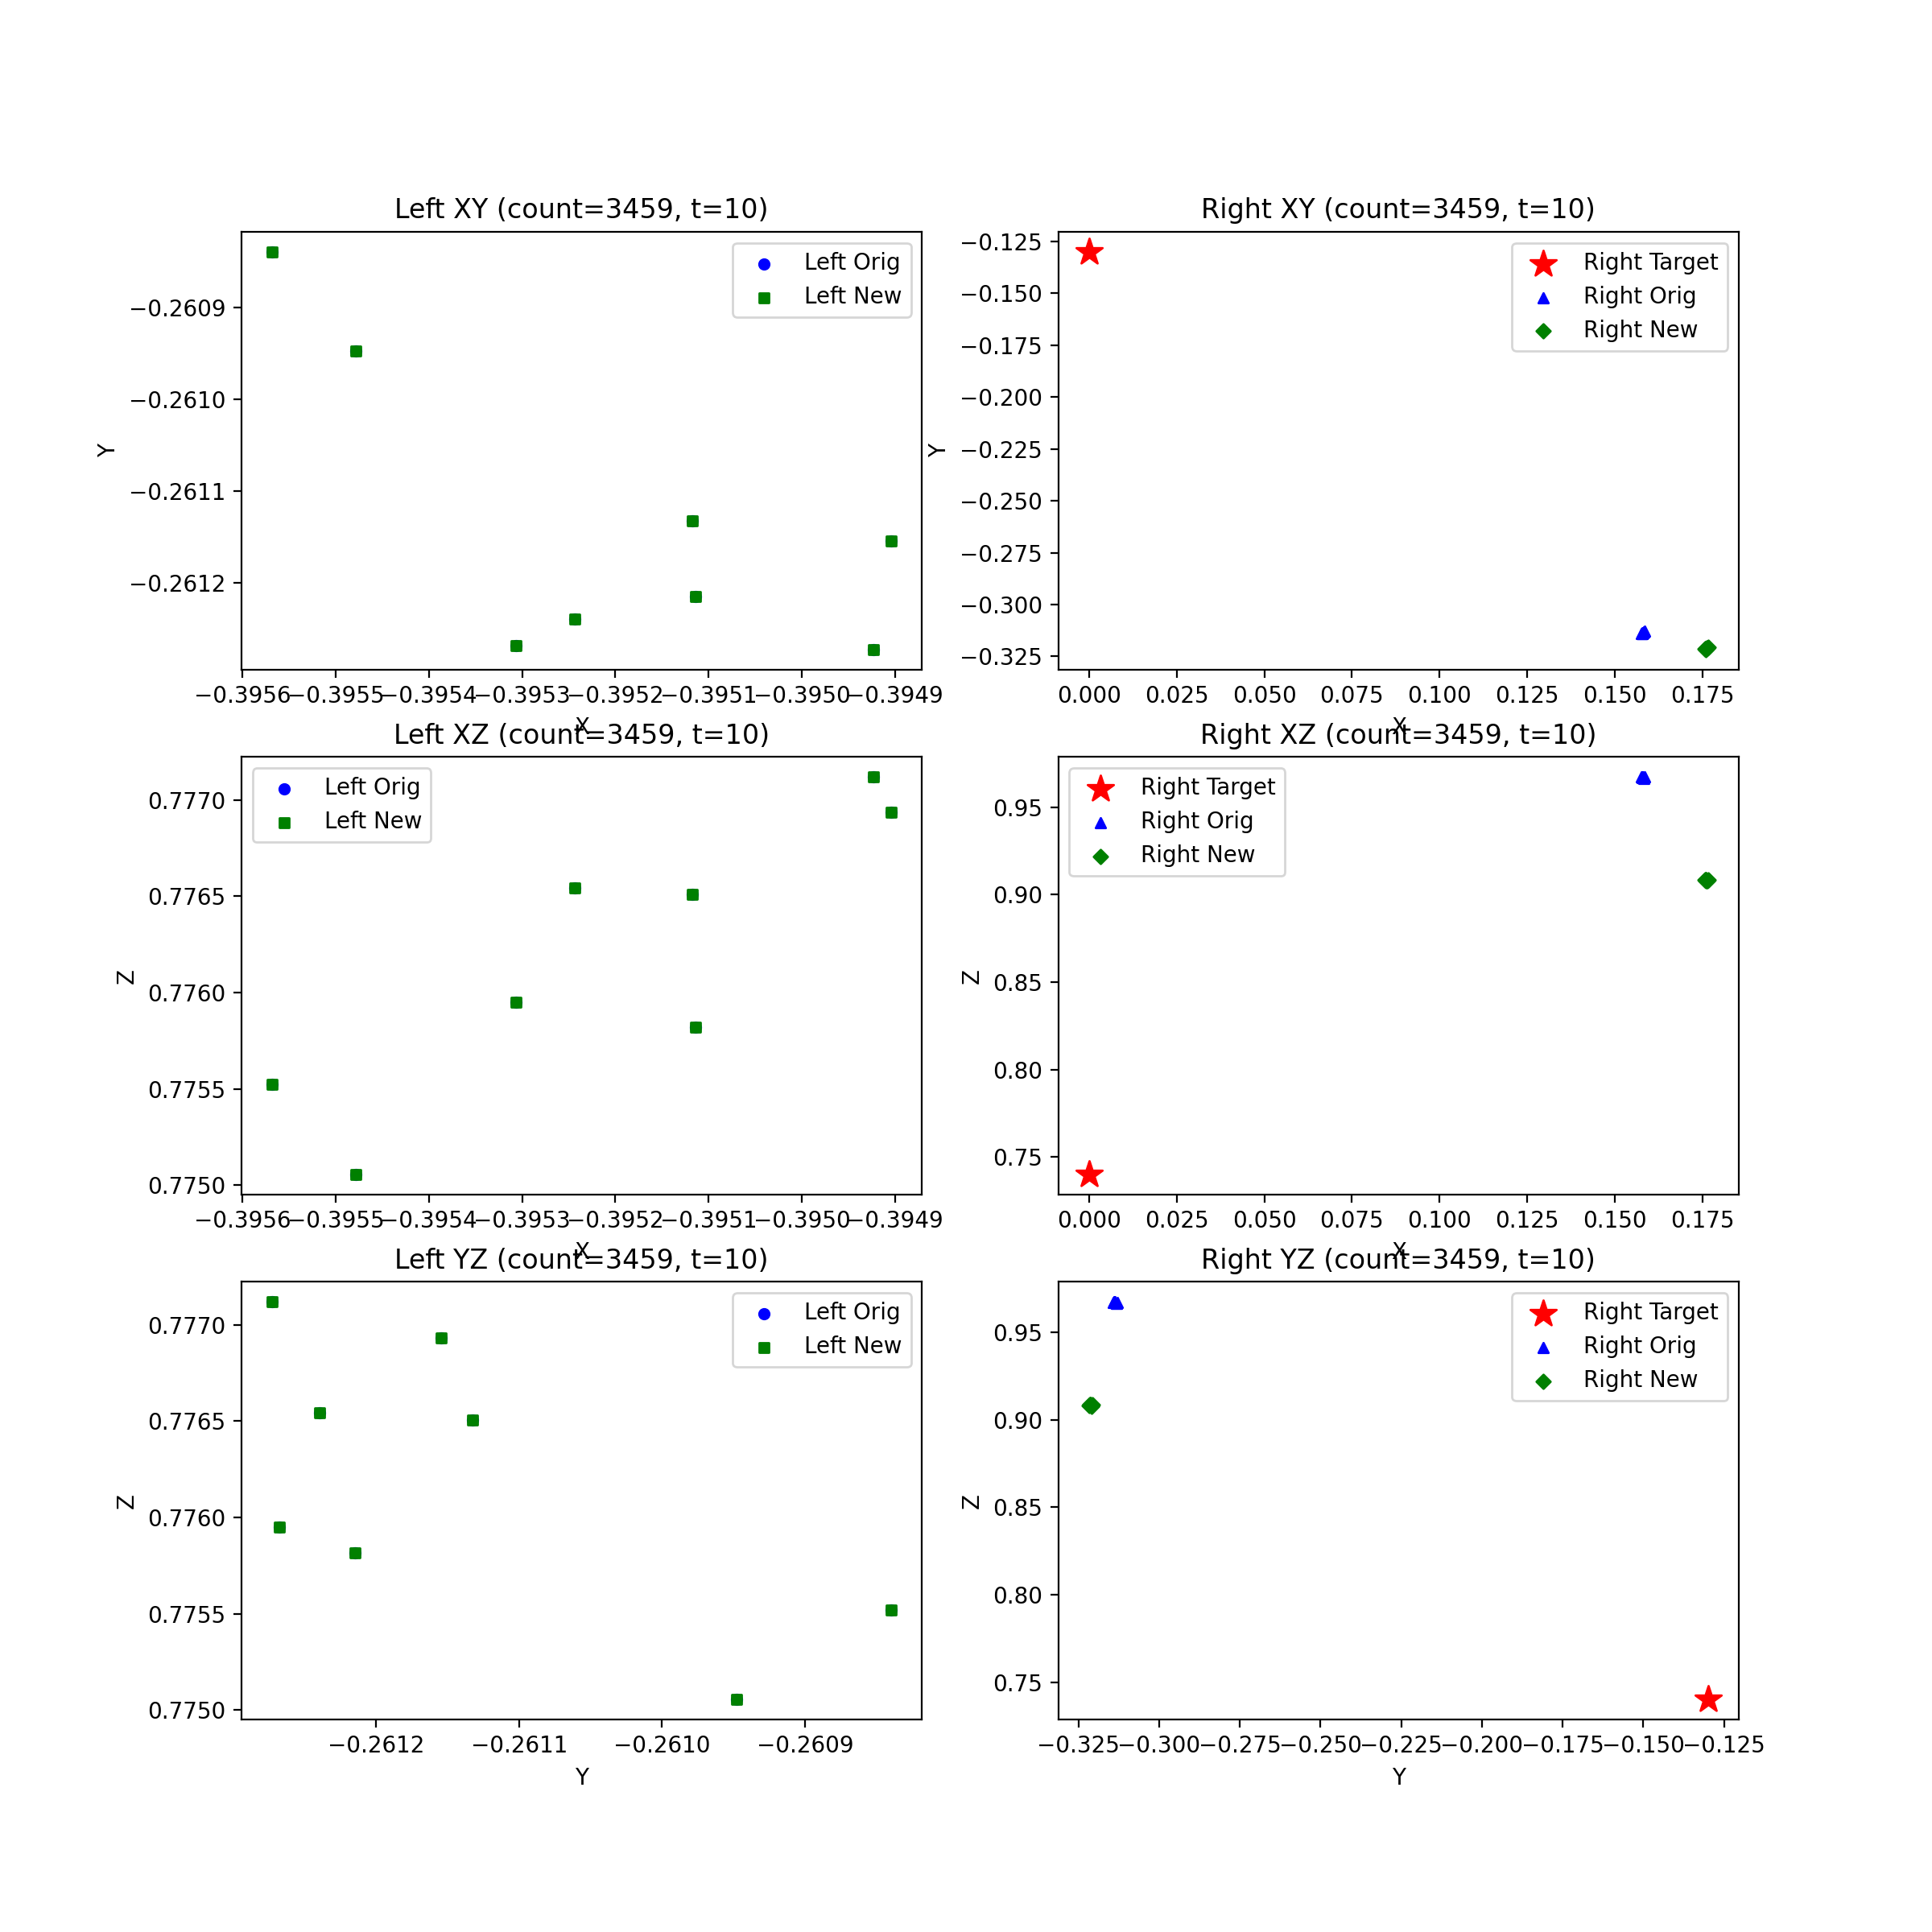 Left XY (count=3459, t=10)
Left Orig
Left New
−0.2609
−0.2610
−0.2611
−0.2612
Y
−0.3956 −0.3955 −0.3954 −0.3953 −0.3952 −0.3951 −0.3950 −0.3949
X
Right XY (count=3459, t=10)
Right Target
Right Orig
Right New
−0.125
−0.150
−0.175
−0.200
−0.225
−0.250
−0.275
−0.300
−0.325
Y
0.000 0.025 0.050 0.075 0.100 0.125 0.150 0.175
X
Left XZ (count=3459, t=10)
Left Orig
Left New
0.7770
0.7765
0.7760
0.7755
0.7750
Z
−0.3956 −0.3955 −0.3954 −0.3953 −0.3952 −0.3951 −0.3950 −0.3949
X
Right XZ (count=3459, t=10)
Right Target
Right Orig
Right New
0.95
0.90
0.85
0.80
0.75
Z
0.000 0.025 0.050 0.075 0.100 0.125 0.150 0.175
X
Left YZ (count=3459, t=10)
Left Orig
Left New
0.7770
0.7765
0.7760
0.7755
0.7750
Z
−0.2612 −0.2611 −0.2610 −0.2609
Y
Right YZ (count=3459, t=10)
Right Target
Right Orig
Right New
0.95
0.90
0.85
0.80
0.75
Z
−0.325 −0.300 −0.275 −0.250 −0.225 −0.200 −0.175 −0.150 −0.125
Y